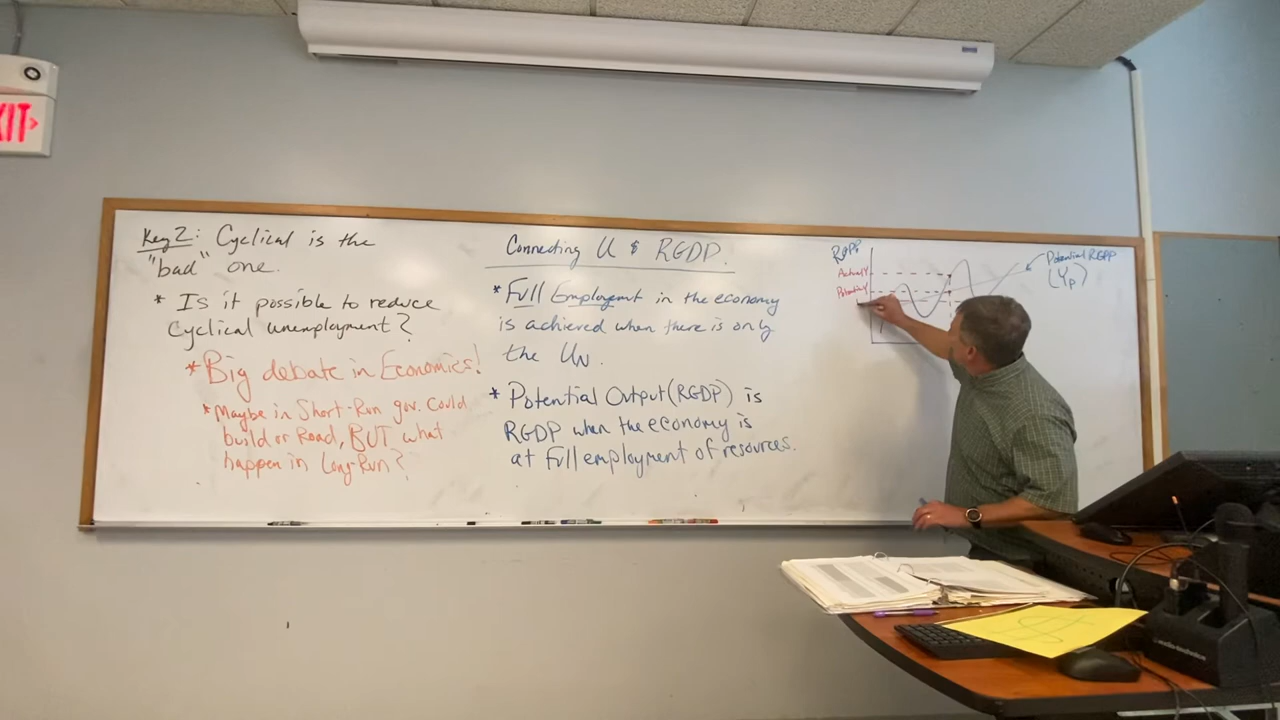 XIT>
Key 2: Cyclical is the
"bad" one.
* Is it possible to reduce
Cyclical unemployment?
*Big debate in Economics!
*Maybe in Short-Run gov. Could
build or Road, BUT what
happen in Long-Run?
Connecting U & RGDP.
*Full Employment in the economy
is achieved when there is only
the UN.
* Potential Output (RGDP) is
RGDP when the economy is
at full employment of resources.
RGDP
Actual Y
Potential Y
Potential RGDP
(YP)